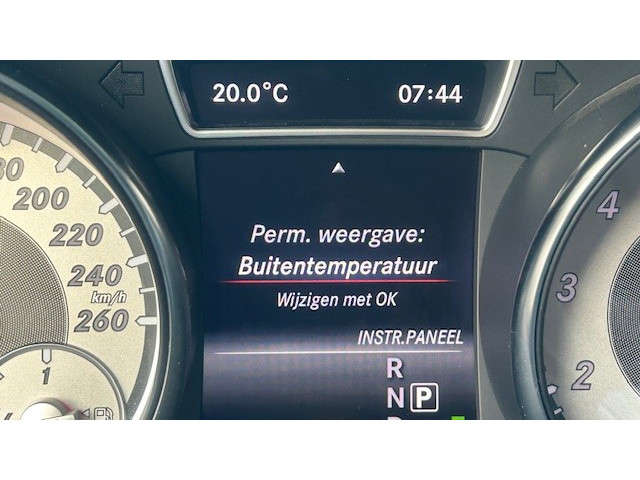 20.0°C 07:44
Perm. weergave:
Buitentemperatuur
Wijzigen met OK
INSTR.PANEEL
R
N P
200
220
240
km/h
260
1
4
3
2